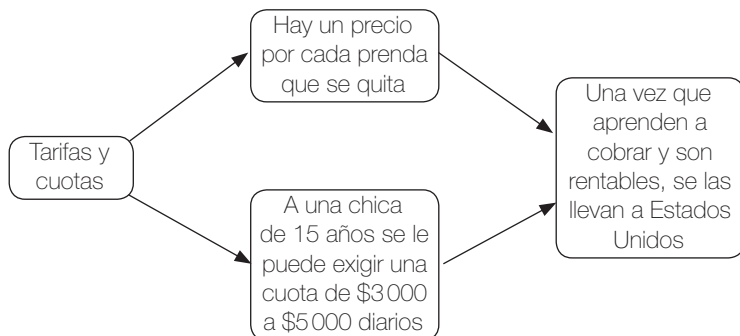 Tarifas y
cuotas
Hay un precio
por cada prenda
que se quita
A una chica
de 15 años se le
puede exigir una
cuota de $3 000
a $5 000 diarios
Una vez que
aprenden a
cobrar y son
rentables, se las
llevan a Estados
Unidos